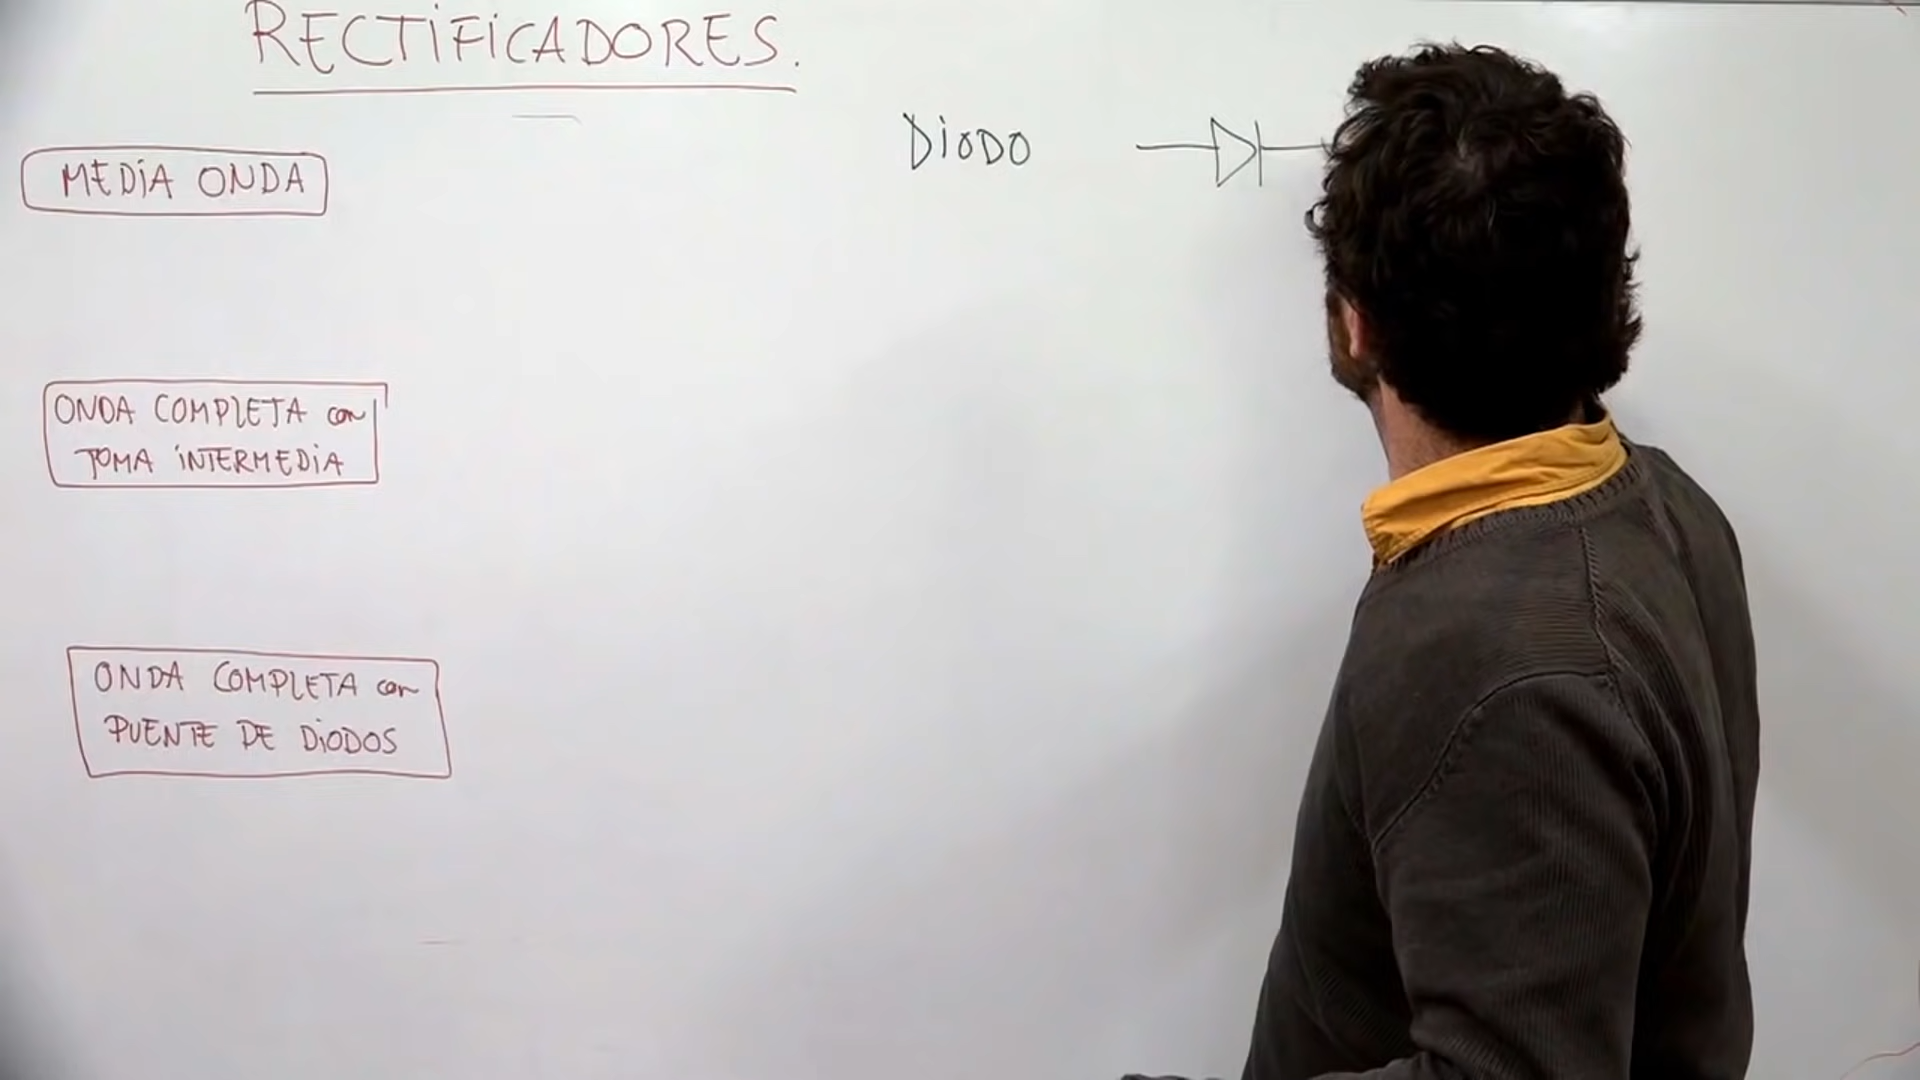 RECTIFICADORES.
DIODO
MEDIA ONDA
ONDA COMPLETA con
TOMA INTERMEDIA
ONDA COMPLETA con
PUENTE DE DIODOS